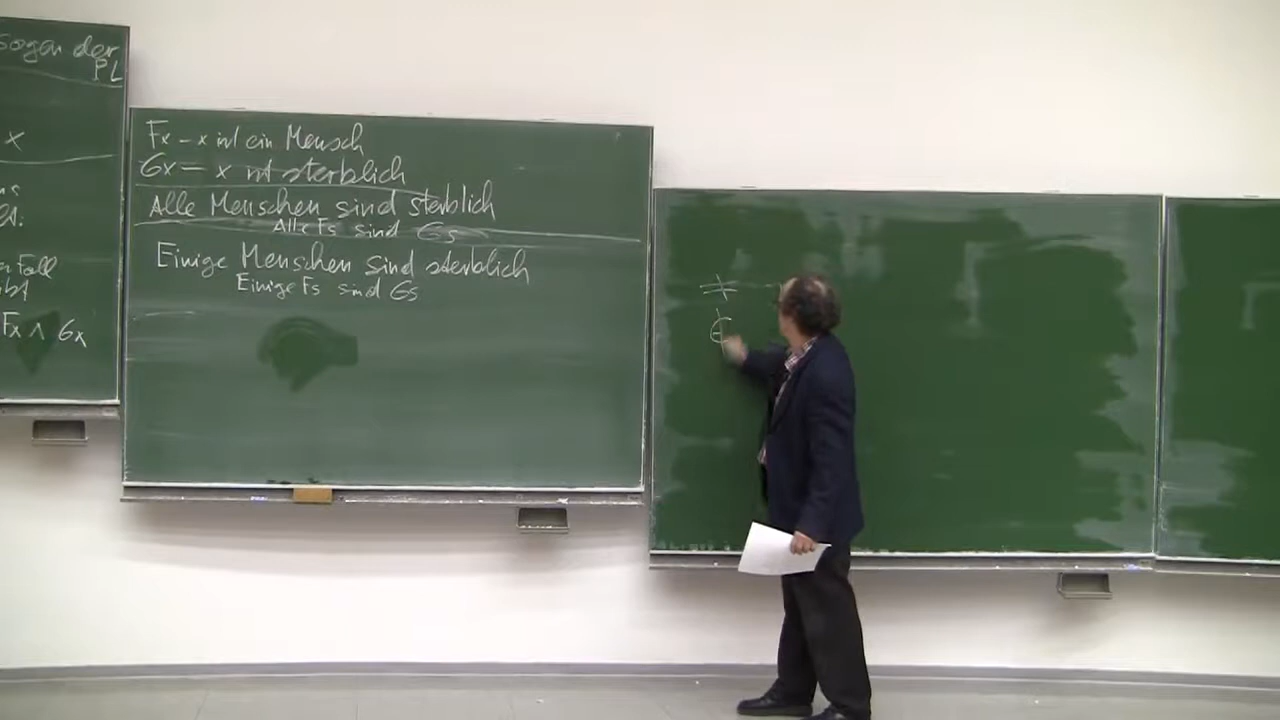 sogen der
PL
x
Fall
Fx ∧ Gx
Fx – x ist ein Mensch
Gx – x ist sterblich
Alle Menschen sind sterblich
Alle Fs sind Gs
Einige Menschen sind sterblich
Einige Fs sind Gs